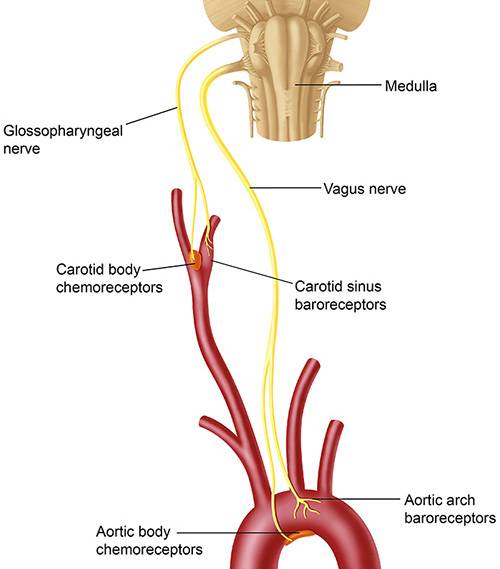 Medulla
Glossopharyngeal
nerve
Vagus nerve
Carotid body
chemoreceptors
Carotid sinus
baroreceptors
Aortic arch
baroreceptors
Aortic body
chemoreceptors